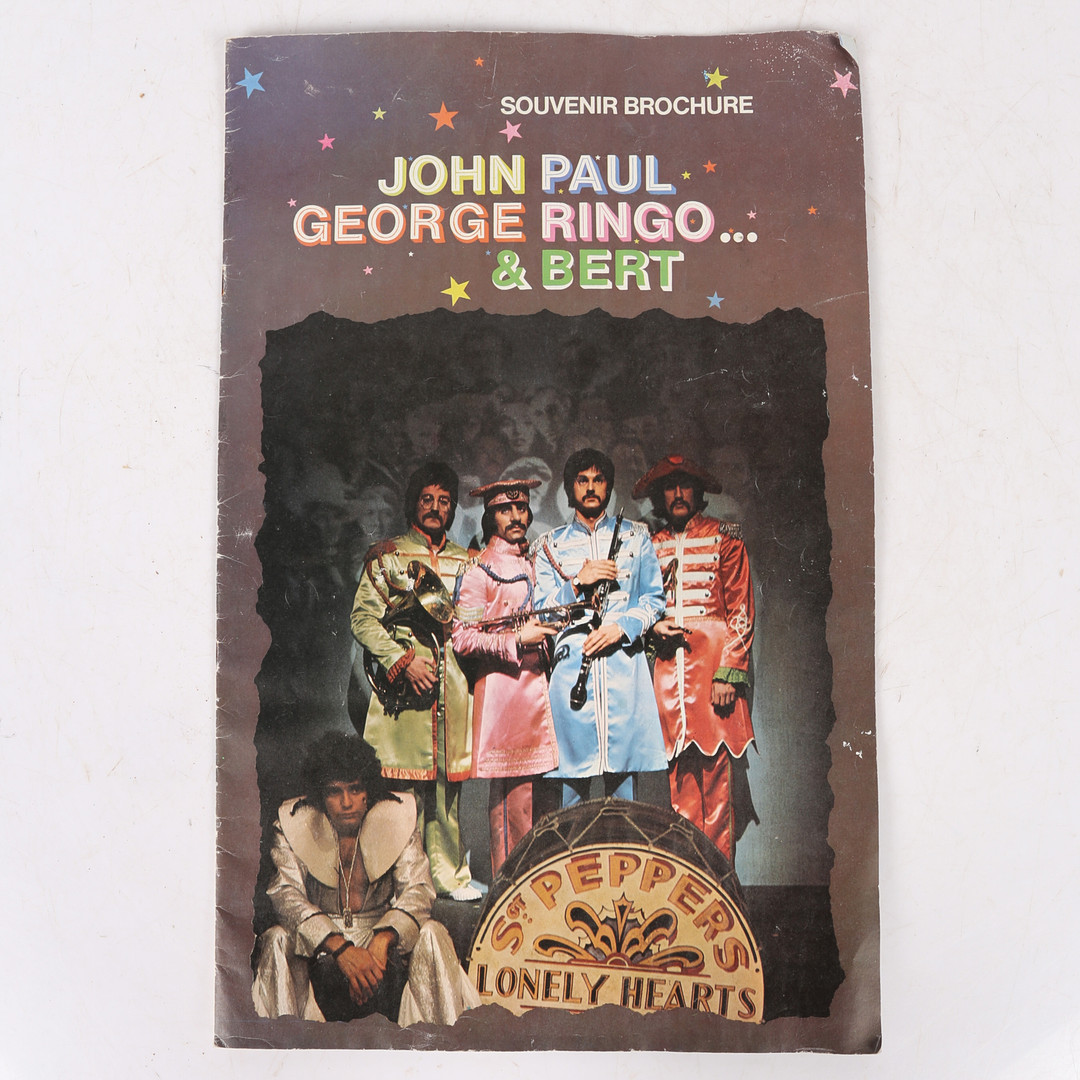 SOUVENIR BROCHURE
JOHN PAUL
GEORGE RINGO...
& BERT
SGT PEPPERS
LONELY HEARTS